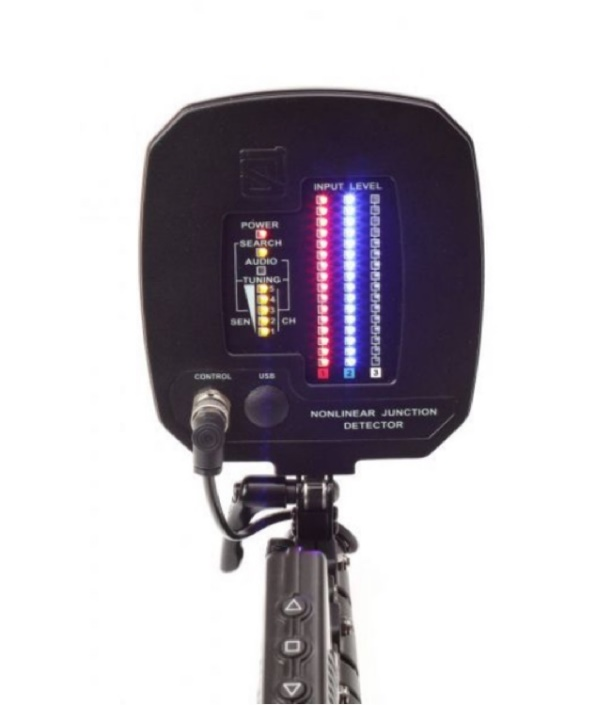 INPUT LEVEL
POWER
SEARCH
AUDIO
TUNING
5
4
3
SEN 2 CH
1
1 2 3
CONTROL USB
NONLINEAR JUNCTION
DETECTOR